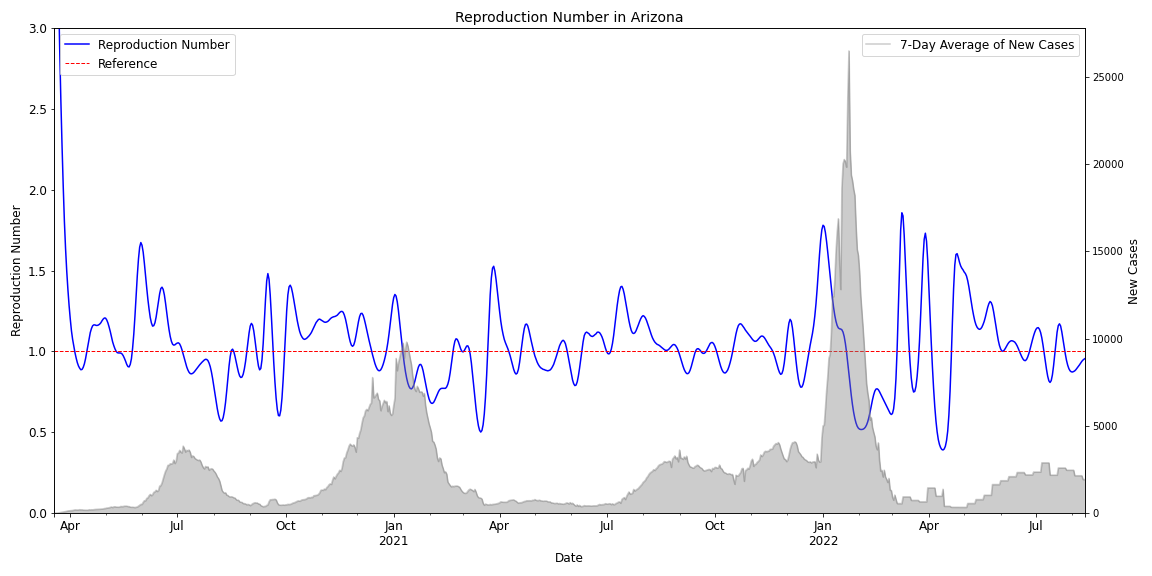 Reproduction Number in Arizona
Reproduction Number
Reference
7-Day Average of New Cases
3.0
2.5
2.0
1.5
1.0
0.5
0.0
Reproduction Number
25000
20000
15000
10000
5000
0
New Cases
Apr Jul Oct Jan Apr Jul Oct Jan Apr Jul
2021 2022
Date